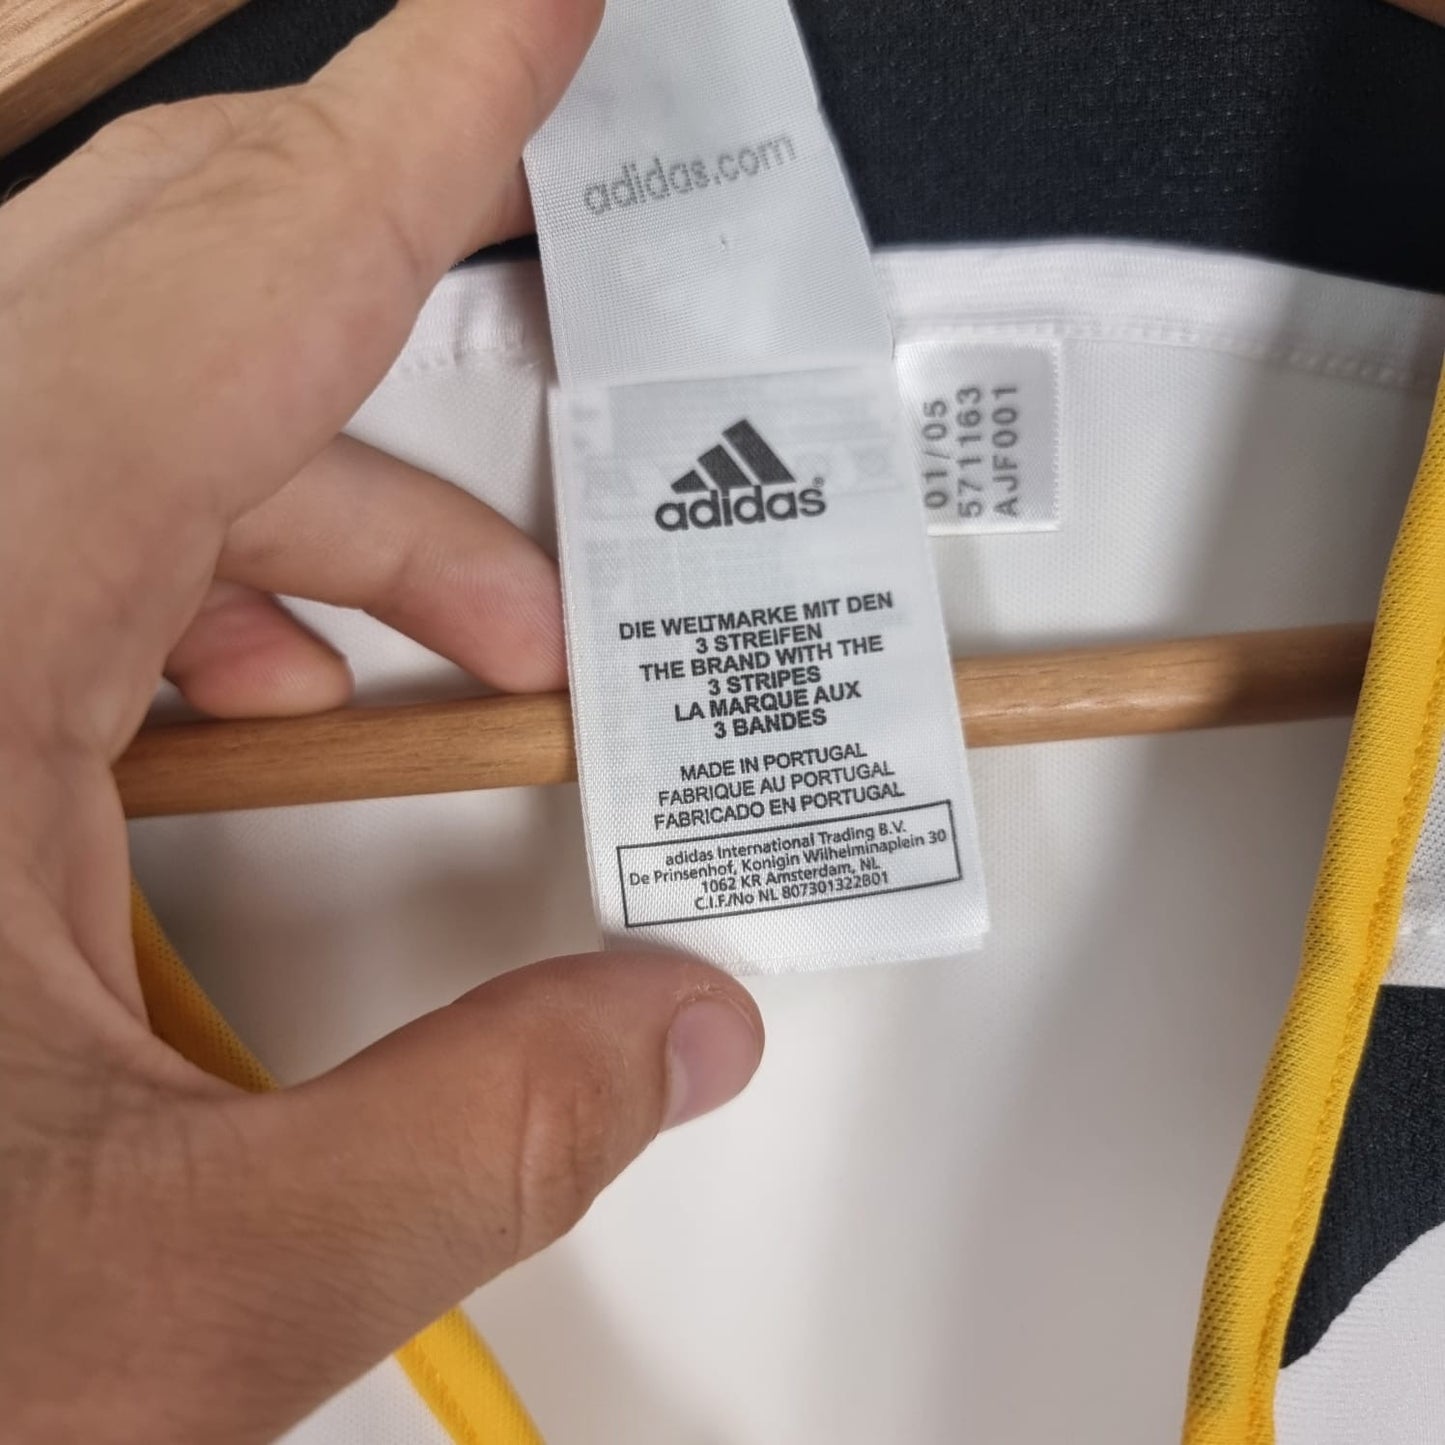 adidas.com
adidas®
01/05
571163
AJF001
DIE WELTMARKE MIT DEN
3 STREIFEN
THE BRAND WITH THE
3 STRIPES
LA MARQUE AUX
3 BANDES
MADE IN PORTUGAL
FABRIQUE AU PORTUGAL
FABRICADO EN PORTUGAL
adidas International Trading B.V.
De Prinsenhof, Konigin Wilhelminaplein 30
1062 KR Amsterdam, NL
C.I.F./No NL 807301322B01